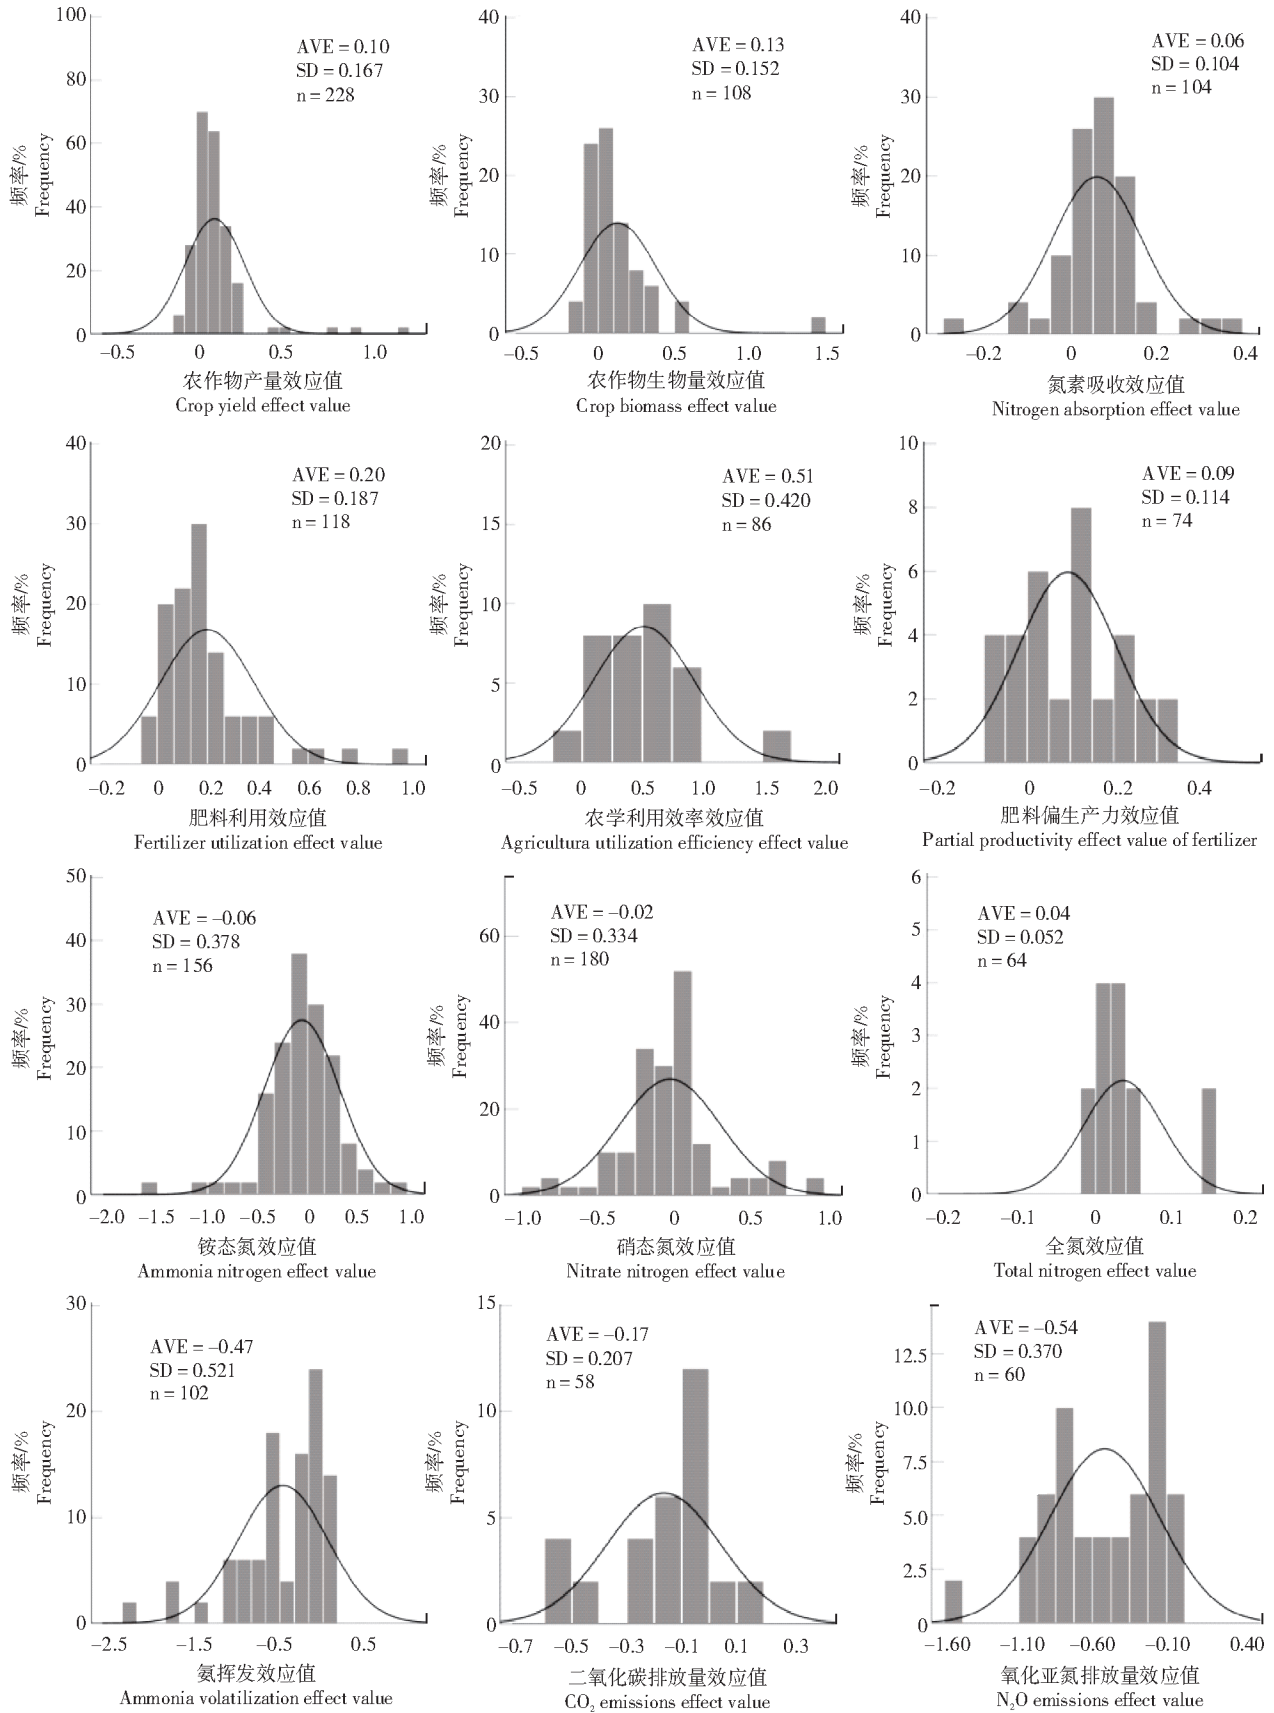 100
80
60
40
20
0
频率/%
Frequency
AVE = 0.10
SD = 0.167
n = 228
−0.5 0 0.5 1.0
农作物产量效应值
Crop yield effect value
40
30
20
10
0
频率/%
Frequency
AVE = 0.13
SD = 0.152
n = 108
−0.5 0 0.5 1.0 1.5
农作物生物量效应值
Crop biomass effect value
40
30
20
10
0
频率/%
Frequency
AVE = 0.06
SD = 0.104
n = 104
−0.2 0 0.2 0.4
氮素吸收效应值
Nitrogen absorption effect value
40
30
20
10
0
频率/%
Frequency
AVE = 0.20
SD = 0.187
n = 118
−0.2 0 0.2 0.4 0.6 0.8 1.0
肥料利用效应值
Fertilizer utilization effect value
20
15
10
5
0
频率/%
Frequency
AVE = 0.51
SD = 0.420
n = 86
−0.5 0 0.5 1.0 1.5 2.0
农学利用效率效应值
Agricultura utilization efficiency effect value
10
8
6
4
2
0
频率/%
Frequency
AVE = 0.09
SD = 0.114
n = 74
−0.2 0 0.2 0.4
肥料偏生产力效应值
Partial productivity effect value of fertilizer
50
40
30
20
10
0
频率/%
Frequency
AVE = −0.06
SD = 0.378
n = 156
−2.0 −1.5 −1.0 −0.5 0 0.5 1.0
铵态氮效应值
Ammonia nitrogen effect value
60
40
20
0
频率/%
Frequency
AVE = −0.02
SD = 0.334
n = 180
−1.0 −0.5 0 0.5 1.0
硝态氮效应值
Nitrate nitrogen effect value
6
5
4
3
2
1
0
频率/%
Frequency
AVE = 0.04
SD = 0.052
n = 64
−0.2 −0.1 0 0.1 0.2
全氮效应值
Total nitrogen effect value
30
20
10
0
频率/%
Frequency
AVE = −0.47
SD = 0.521
n = 102
−2.5 −1.5 −0.5 0.5
氨挥发效应值
Ammonia volatilization effect value
15
10
5
0
频率/%
Frequency
AVE = −0.17
SD = 0.207
n = 58
−0.7 −0.5 −0.3 −0.1 0.1 0.3
二氧化碳排放量效应值
CO₂ emissions effect value
12.5
10.0
7.5
5.0
2.5
0
频率/%
Frequency
AVE = −0.54
SD = 0.370
n = 60
−1.60 −1.10 −0.60 −0.10 0.40
氧化亚氮排放量效应值
N₂O emissions effect value